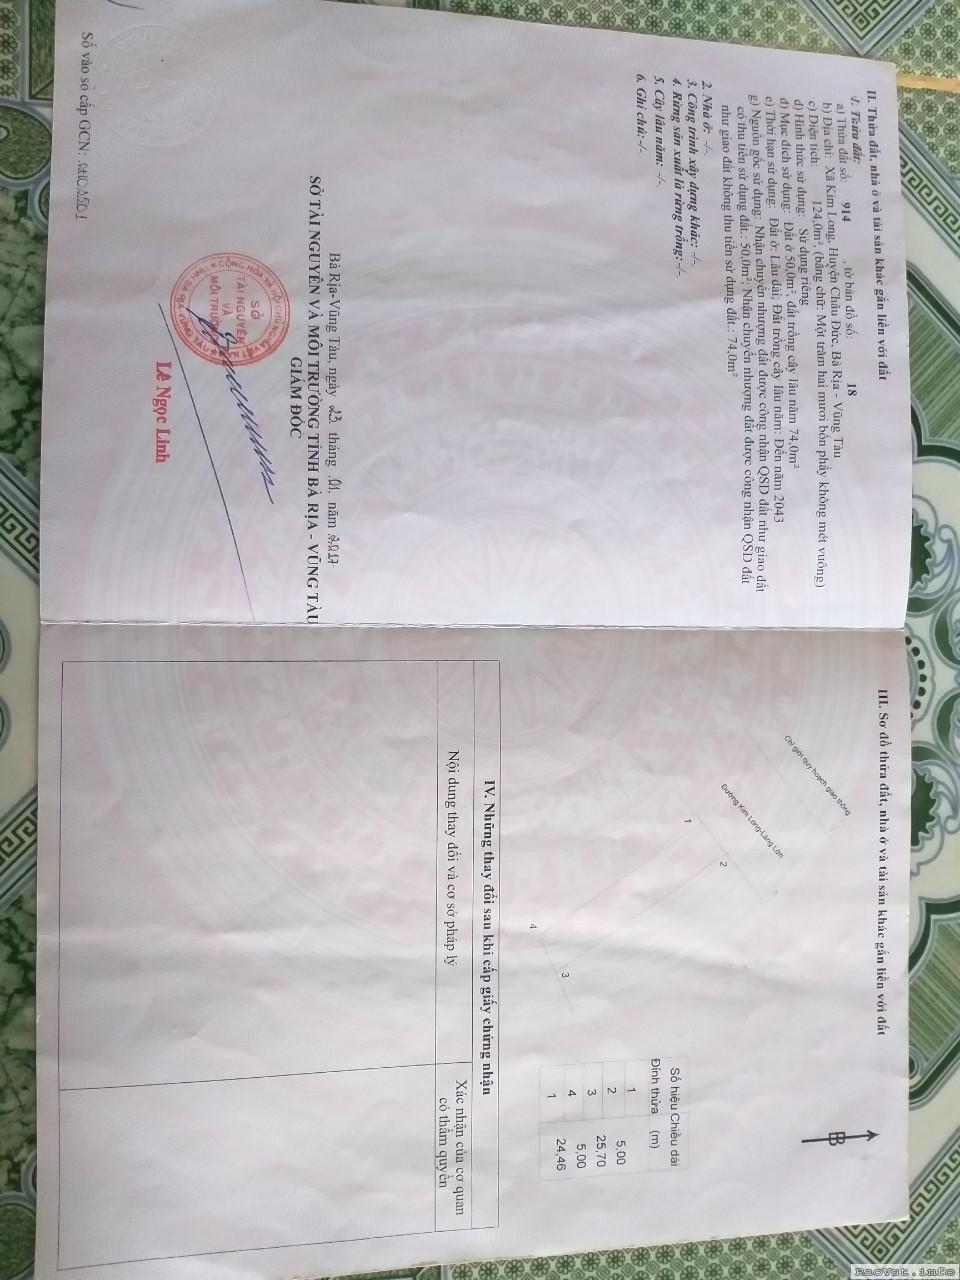 II. Thửa đất, nhà ở và tài sản khác gắn liền với đất
1. Thửa đất:
a) Thửa đất số: 914 , tờ bản đồ số: 18
b) Địa chỉ: Xã Kim Long, Huyện Châu Đức, Bà Rịa - Vũng Tàu
c) Diện tích: 124,0m², (bằng chữ: Một trăm hai mươi bốn phẩy không mét vuông)
d) Hình thức sử dụng: Sử dụng riêng
đ) Mục đích sử dụng: Đất ở 50,0m², đất trồng cây lâu năm 74,0m²
e) Thời hạn sử dụng: Đất ở: Lâu dài; Đất trồng cây lâu năm: Đến năm 2043
g) Nguồn gốc sử dụng: Nhận chuyển nhượng đất được công nhận QSD đất như giao đất
có thu tiền sử dụng đất.: 50,0m²; Nhận chuyển nhượng đất được công nhận QSD đất
như giao đất không thu tiền sử dụng đất.: 74,0m²
2. Nhà ở: -/-.
3. Công trình xây dựng khác: -/-.
4. Rừng sản xuất là rừng trồng: -/-.
5. Cây lâu năm: -/-.
6. Ghi chú: -/-.
Bà Rịa-Vũng Tàu, ngày 23 tháng 01 năm 2017
SỞ TÀI NGUYÊN VÀ MÔI TRƯỜNG TỈNH BÀ RỊA - VŨNG TÀU
GIÁM ĐỐC
SỞ
TÀI NGUYÊN
VÀ
MÔI TRƯỜNG
Lê Ngọc Linh
Số vào sổ cấp GCN:
III. Sơ đồ thửa đất, nhà ở và tài sản khác gắn liền với đất
B
Chỉ giới quy hoạch giao thông
Đường Kim Long-Láng Lớn
1
2
3
4
Số hiệu Chiều dài
Đỉnh thửa (m)
1
5,00
2
25,70
3
5,00
4
24,46
1
IV. Những thay đổi sau khi cấp giấy chứng nhận
Nội dung thay đổi và cơ sở pháp lý
Xác nhận của cơ quan
có thẩm quyền
RaoVat.info